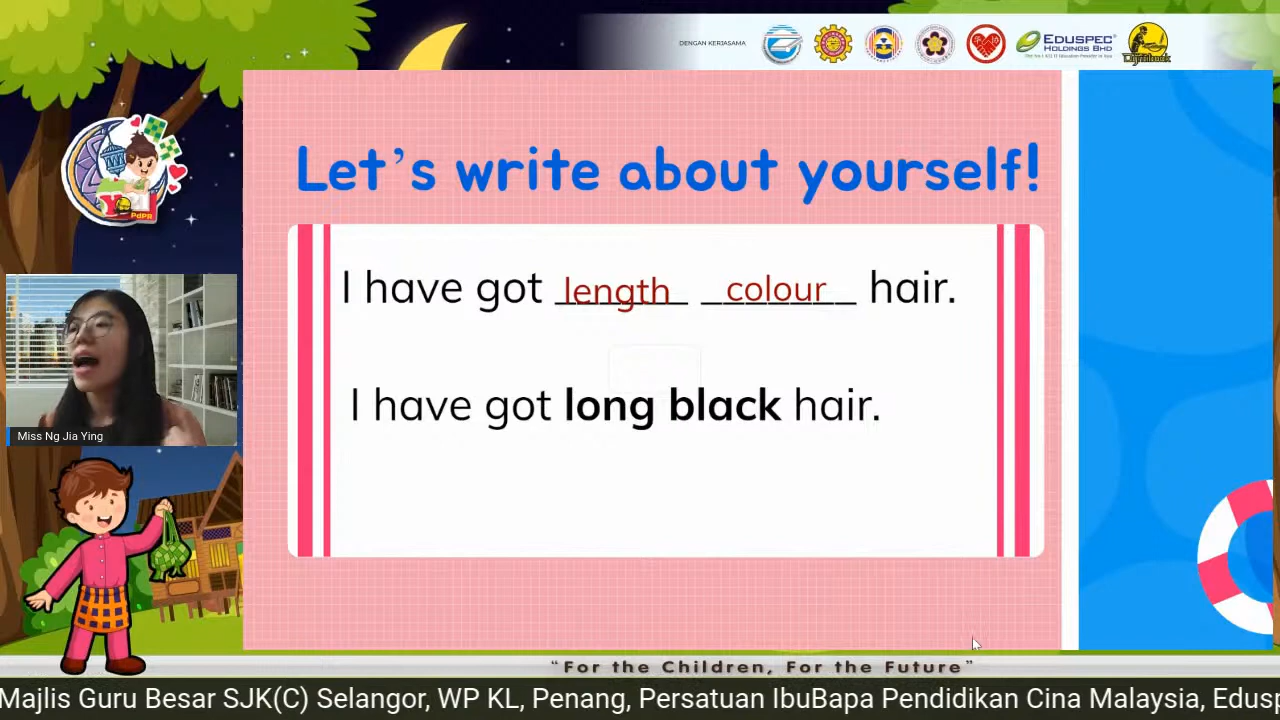 DENGAN KERJASAMA
EDUSPEC
HOLDINGS BHD
PdPR
Let's write about yourself!
I have got length colour hair.
I have got long black hair.
Miss Ng Jia Ying
"For the Children, For the Future"
Majlis Guru Besar SJK(C) Selangor, WP KL, Penang, Persatuan IbuBapa Pendidikan Cina Malaysia, Edusp